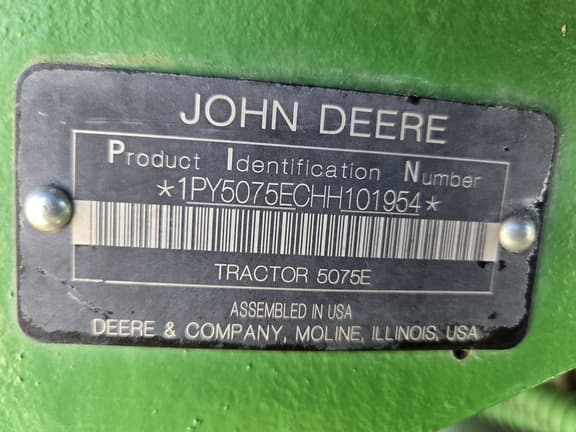 JOHN DEERE
Product Identification Number
*1PY5075ECHH101954*
TRACTOR 5075E
ASSEMBLED IN USA
DEERE & COMPANY, MOLINE, ILLINOIS, USA